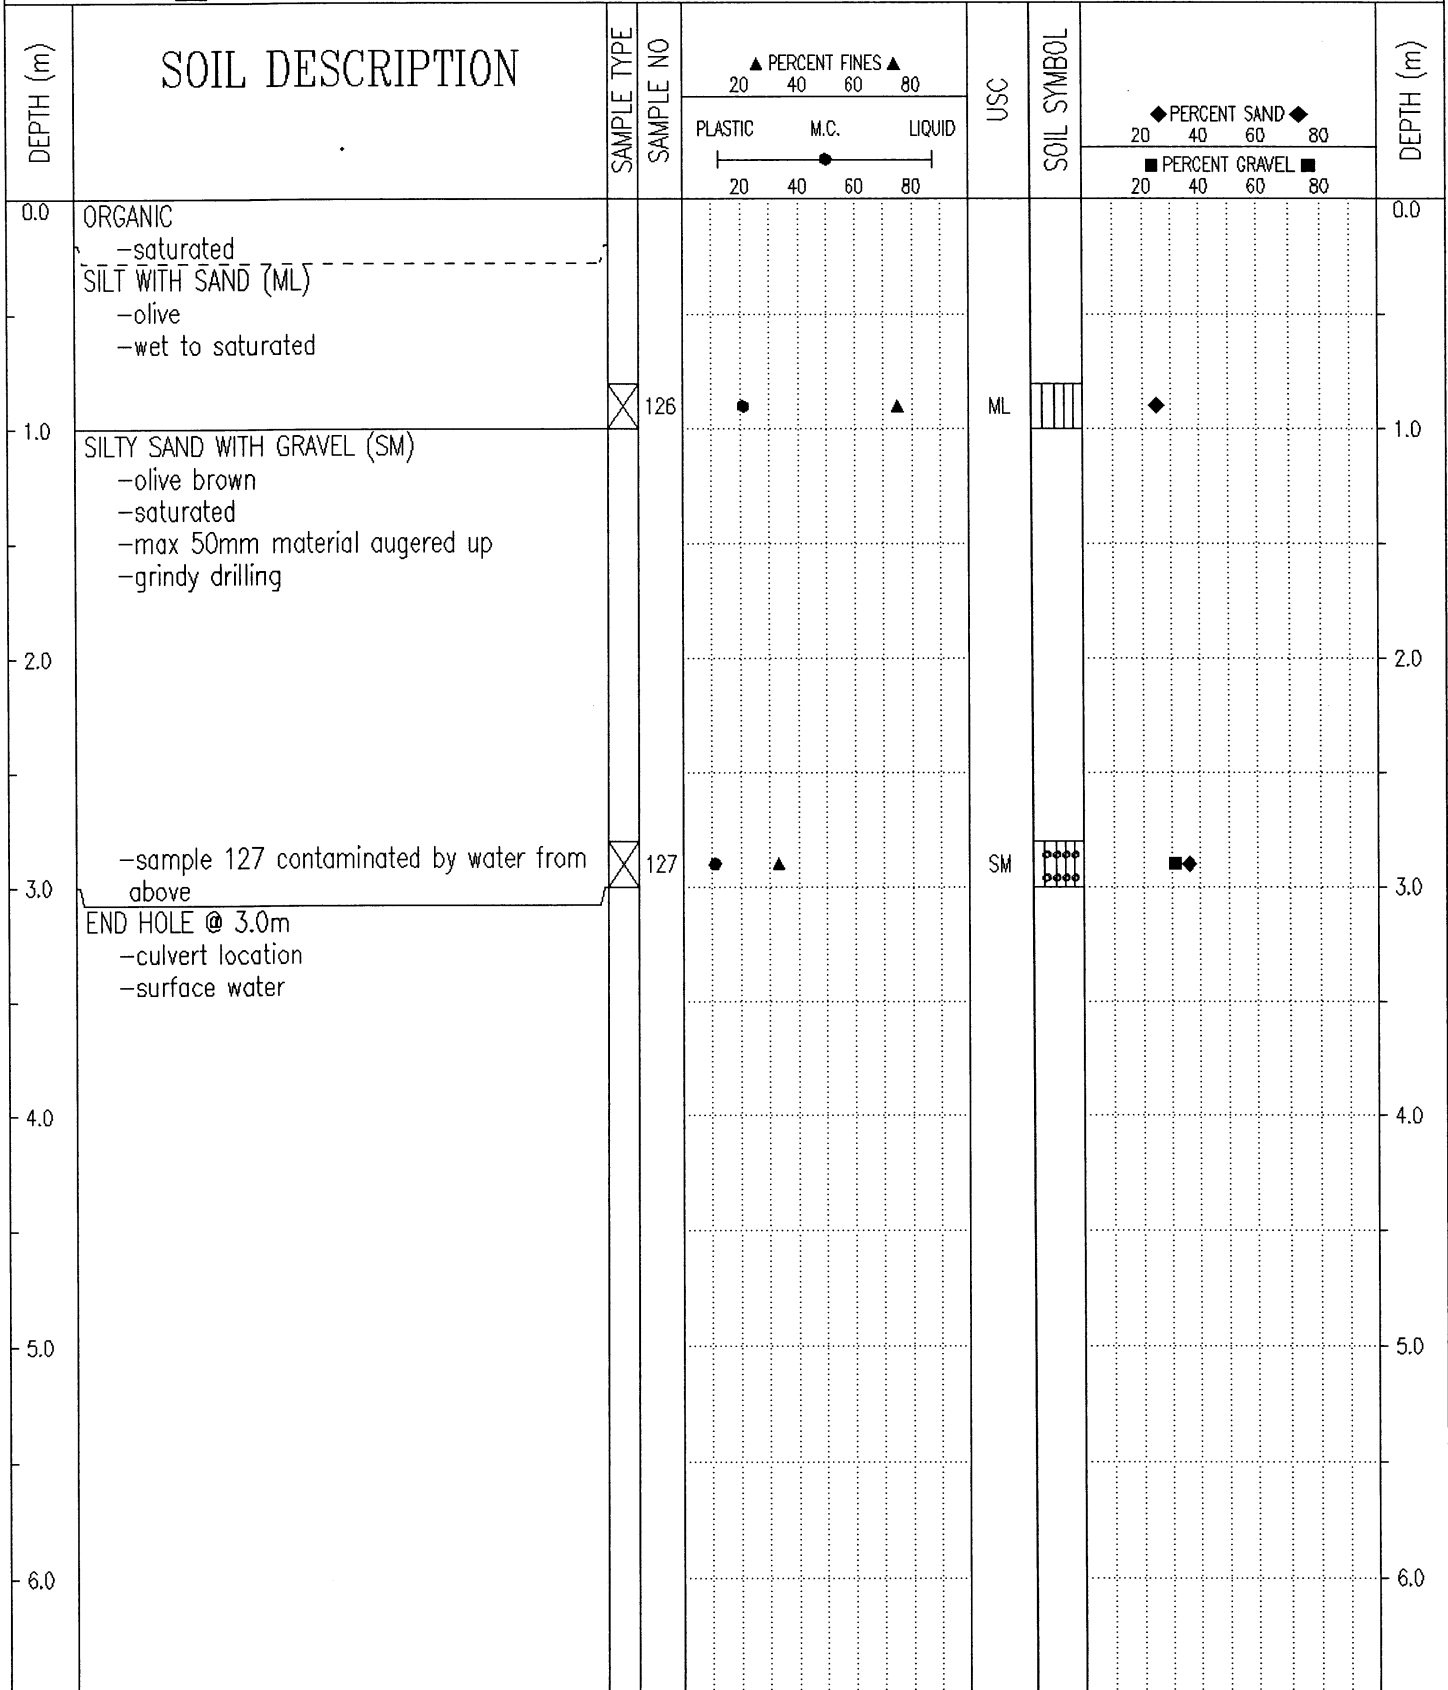 DEPTH (m)
SOIL DESCRIPTION
SAMPLE TYPE
SAMPLE NO
▲ PERCENT FINES ▲
20 40 60 80
PLASTIC M.C. LIQUID
20 40 60 80
USC
SOIL SYMBOL
◆ PERCENT SAND ◆
20 40 60 80
■ PERCENT GRAVEL ■
20 40 60 80
DEPTH (m)
0.0 ORGANIC 0.0
-saturated
SILT WITH SAND (ML)
-olive
-wet to saturated
126 ML
1.0 1.0
SILTY SAND WITH GRAVEL (SM)
-olive brown
-saturated
-max 50mm material augered up
-grindy drilling
2.0 2.0
-sample 127 contaminated by water from 127 SM
above
3.0 3.0
END HOLE @ 3.0m
-culvert location
-surface water
4.0 4.0
5.0 5.0
6.0 6.0